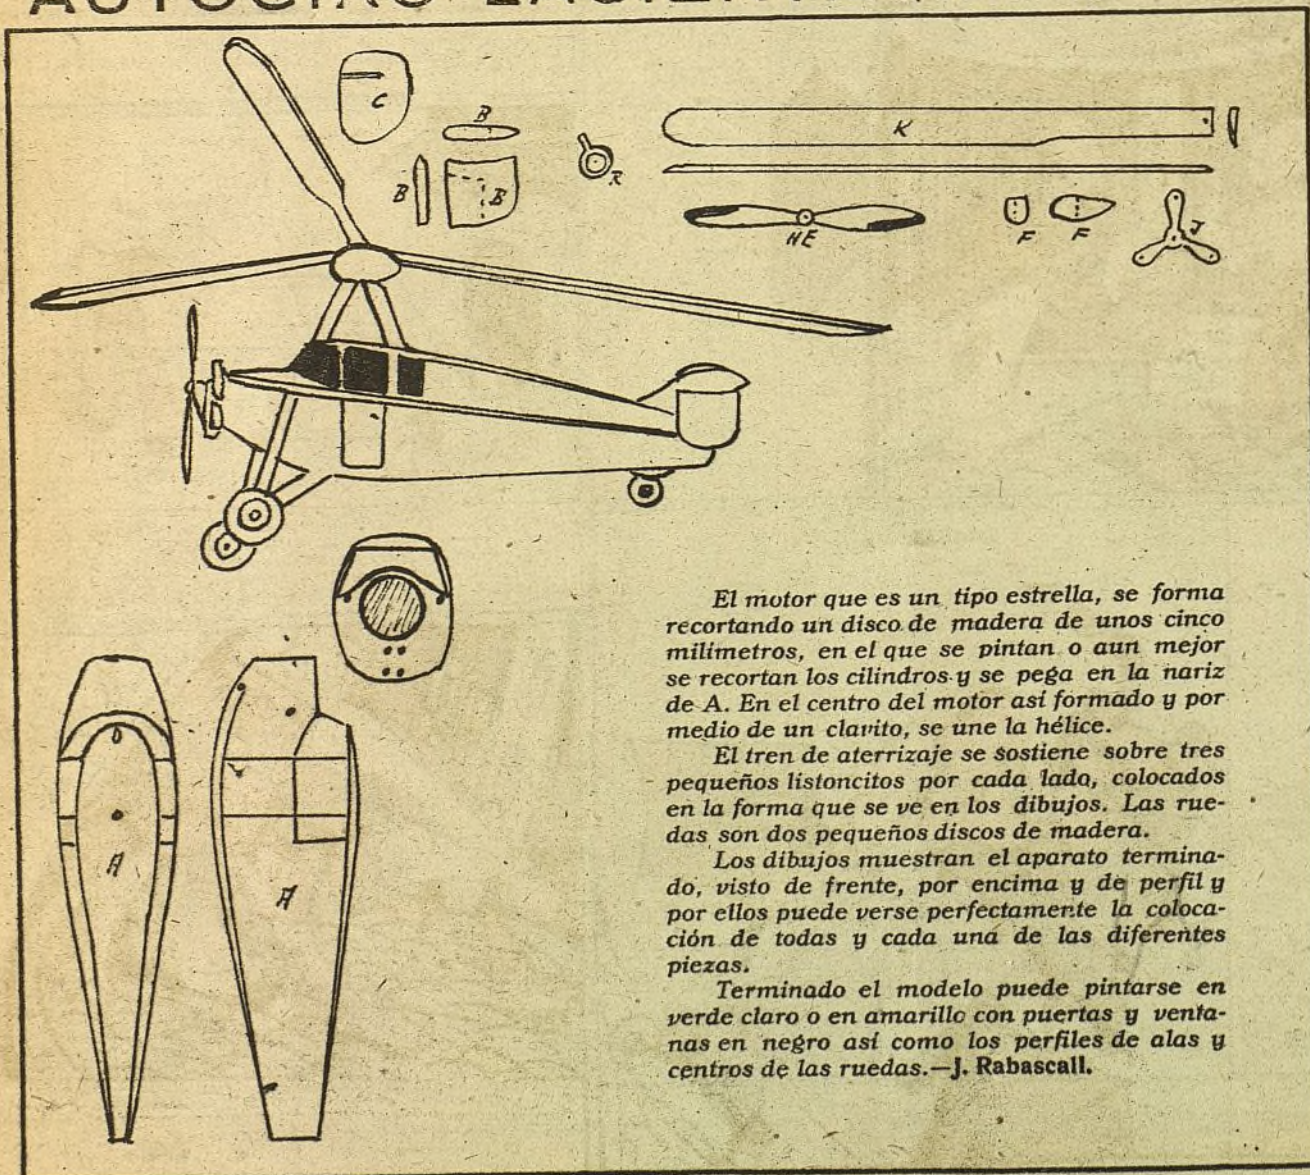 C
B
B
B
R
K
HE
F
F
J
El motor que es un tipo estrella, se forma
recortando un disco de madera de unos cinco
milímetros, en el que se pintan o aun mejor
se recortan los cilindros y se pega en la nariz
de A. En el centro del motor así formado y por
medio de un clavito, se une la hélice.
El tren de aterrizaje se sostiene sobre tres
pequeños listoncitos por cada lado, colocados
en la forma que se ve en los dibujos. Las rue-
das son dos pequeños discos de madera.
Los dibujos muestran el aparato termina-
do, visto de frente, por encima y de perfil y
por ellos puede verse perfectamente la coloca-
ción de todas y cada una de las diferentes
piezas.
Terminado el modelo puede pintarse en
verde claro o en amarillo con puertas y venta-
nas en negro así como los perfiles de alas y
centros de las ruedas.—J. Rabascall.
A
A